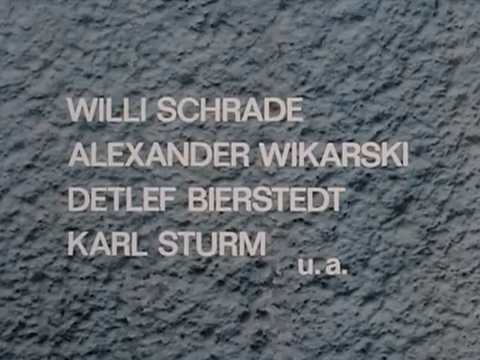 WILLI SCHRADE
ALEXANDER WIKARSKI
DETLEF BIERSTEDT
KARL STURM
u.a.